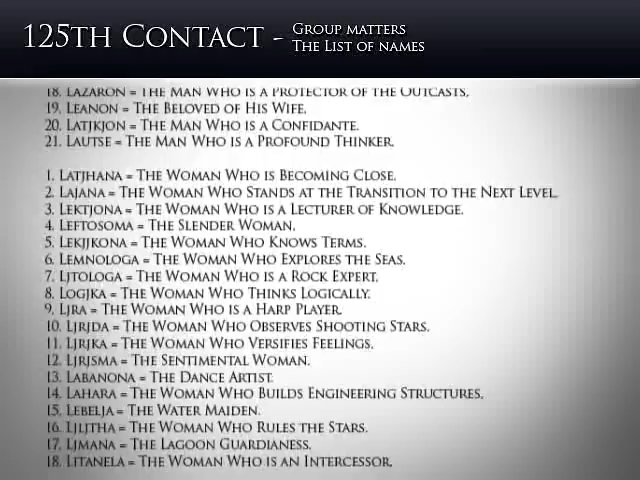 125th Contact - Group matters
The List of names
18. Lazaron = The Man Who is a Protector of the Outcasts.
19. Leanon = The Beloved of His Wife.
20. Latjkjon = The Man Who is a Confidante.
21. Lautse = The Man Who is a Profound Thinker.
1. Latjhana = The Woman Who is Becoming Close.
2. Lajana = The Woman Who Stands at the Transition to the Next Level.
3. Lektjona = The Woman Who is a Lecturer of Knowledge.
4. Leftosoma = The Slender Woman.
5. Lekjjkona = The Woman Who Knows Terms.
6. Lemnologa = The Woman Who Explores the Seas.
7. Ljtologa = The Woman Who is a Rock Expert.
8. Logjka = The Woman Who Thinks Logically.
9. Ljra = The Woman Who is a Harp Player.
10. Ljrjda = The Woman Who Observes Shooting Stars.
11. Ljrjka = The Woman Who Versifies Feelings.
12. Ljrjsma = The Sentimental Woman.
13. Labanona = The Dance Artist.
14. Lahara = The Woman Who Builds Engineering Structures.
15. Lebelja = The Water Maiden.
16. Ljljtha = The Woman Who Rules the Stars.
17. Ljmana = The Lagoon Guardianess.
18. Litanela = The Woman Who is an Intercessor.